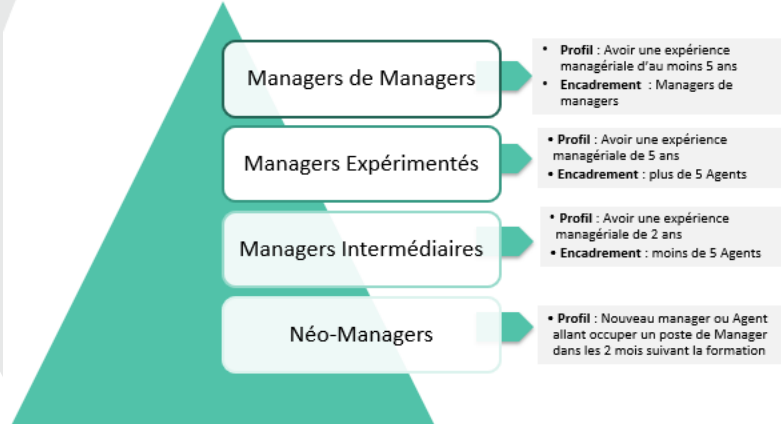 Managers de Managers
• Profil : Avoir une expérience
managériale d'au moins 5 ans
• Encadrement : Managers de
managers
Managers Expérimentés
• Profil : Avoir une expérience
managériale de 5 ans
• Encadrement : plus de 5 Agents
Managers Intermédiaires
• Profil : Avoir une expérience
managériale de 2 ans
• Encadrement : moins de 5 Agents
Néo-Managers
• Profil : Nouveau manager ou Agent
allant occuper un poste de Manager
dans les 2 mois suivant la formation